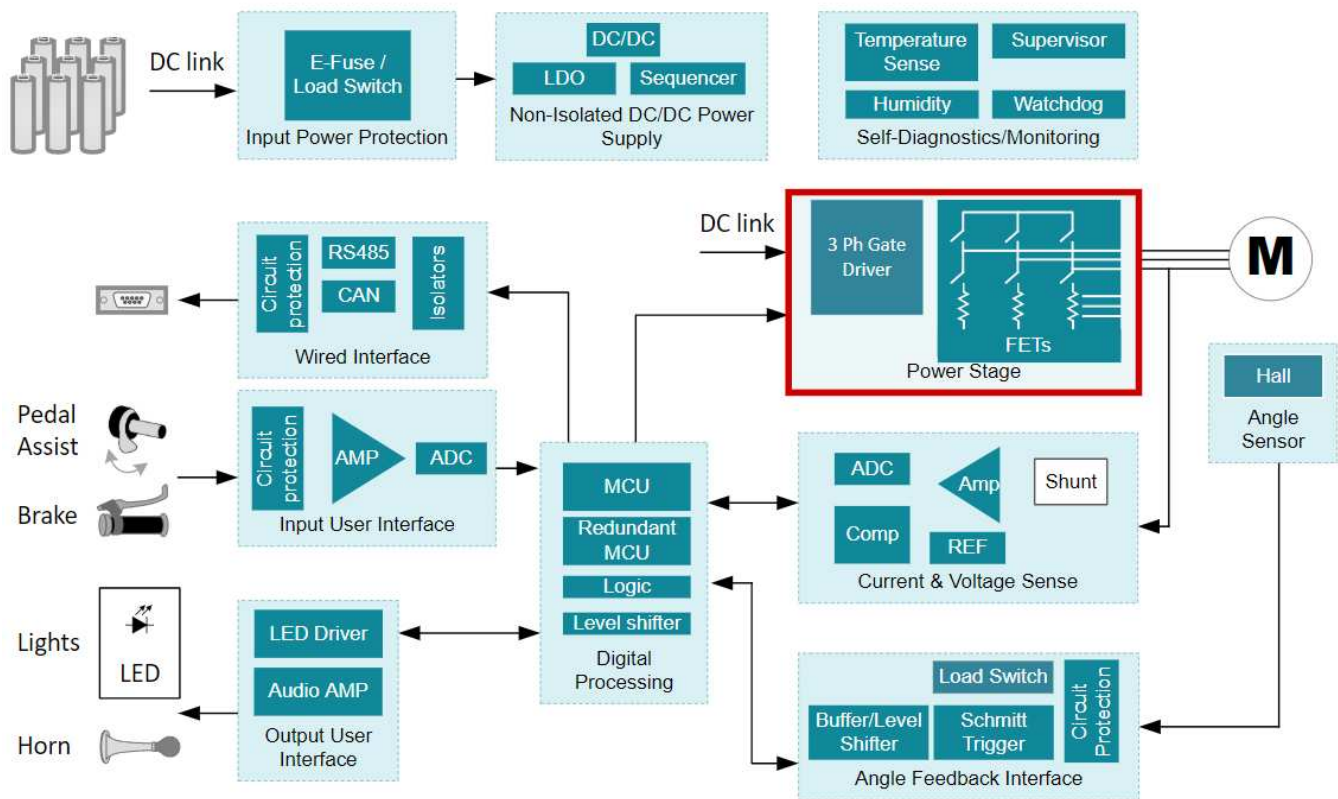 DC link
E-Fuse /
Load Switch
Input Power Protection
DC/DC
LDO
Sequencer
Non-Isolated DC/DC Power
Supply
Temperature
Sense
Supervisor
Humidity
Watchdog
Self-Diagnostics/Monitoring
Circuit
protection
RS485
CAN
Isolators
Wired Interface
DC link
3 Ph Gate
Driver
FETs
Power Stage
M
Hall
Angle
Sensor
Pedal
Assist
Brake
Circuit
protection
AMP
ADC
Input User Interface
MCU
Redundant
MCU
Logic
Level shifter
Digital
Processing
ADC
Amp
Shunt
Comp
REF
Current & Voltage Sense
Lights
LED
Horn
LED Driver
Audio AMP
Output User
Interface
Load Switch
Buffer/Level
Shifter
Schmitt
Trigger
Circuit
Protection
Angle Feedback Interface